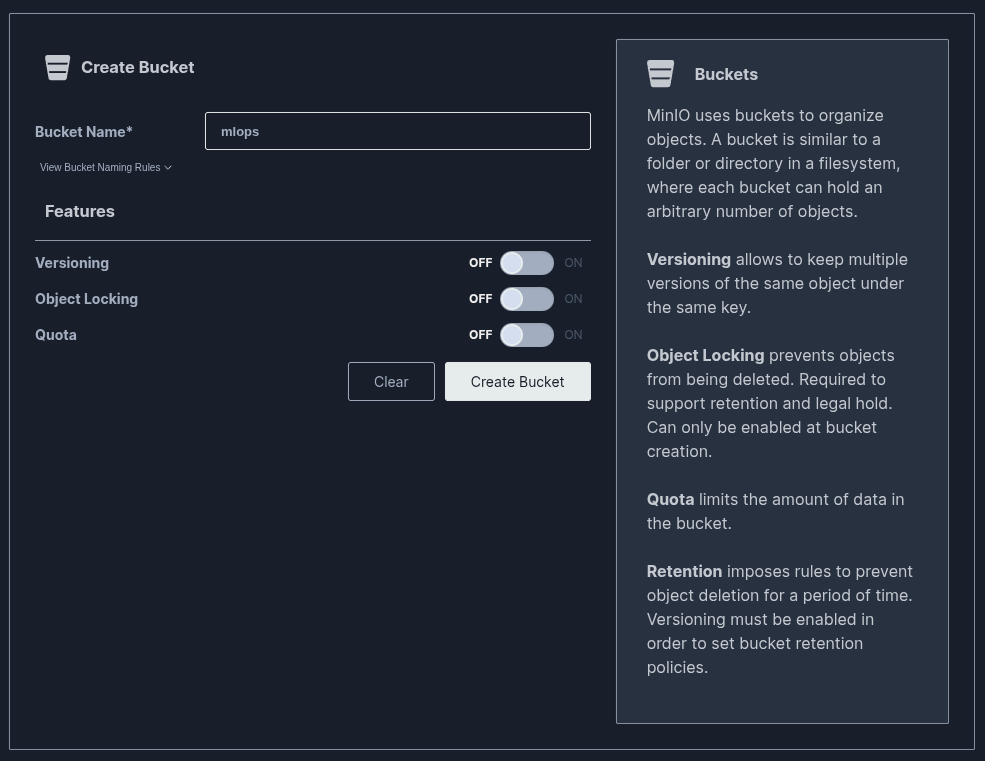 Create Bucket
Bucket Name*
mlops
View Bucket Naming Rules
Features
Versioning OFF ON
Object Locking OFF ON
Quota OFF ON
Clear Create Bucket
Buckets
MinIO uses buckets to organize
objects. A bucket is similar to a
folder or directory in a filesystem,
where each bucket can hold an
arbitrary number of objects.
Versioning allows to keep multiple
versions of the same object under
the same key.
Object Locking prevents objects
from being deleted. Required to
support retention and legal hold.
Can only be enabled at bucket
creation.
Quota limits the amount of data in
the bucket.
Retention imposes rules to prevent
object deletion for a period of time.
Versioning must be enabled in
order to set bucket retention
policies.